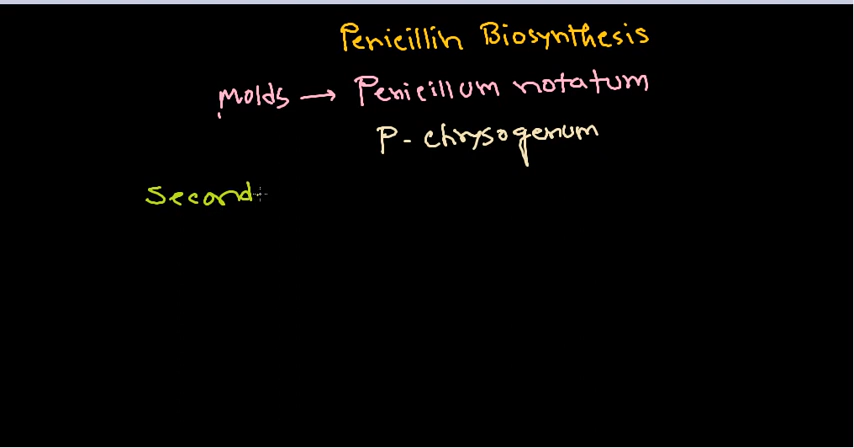 Penicillin Biosynthesis
Molds → Penicillum notatum
P- chrysogenum
Second